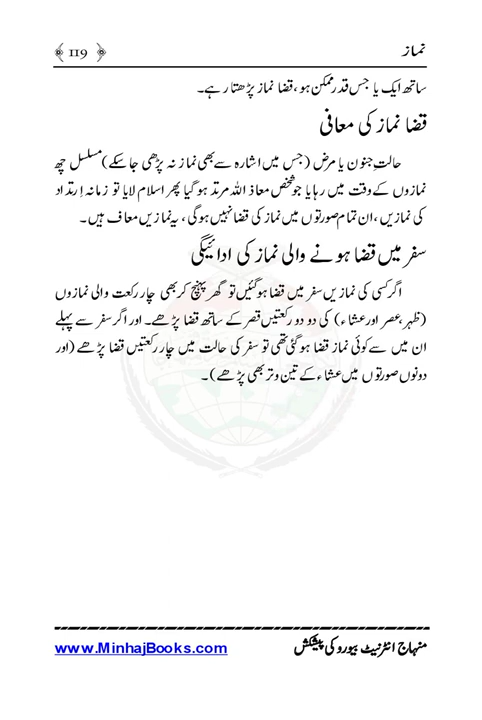 نماز ﴿ 119 ﴾
ساتھ ایک یا جس قدر ممکن ہو، قضا نماز پڑھتا رہے۔
قضا نماز کی معافی
حالتِ جنون یا مرض (جس میں اشارہ سے بھی نماز نہ پڑھی جا سکے) مسلسل چھ
نمازوں کے وقت میں رہا یا جو شخص معاذ اللہ مرتد ہو گیا پھر اسلام لایا تو زمانہ اِرتداد
کی نمازیں، ان تمام صورتوں میں نماز کی قضا نہیں ہوگی، یہ نمازیں معاف ہیں۔
سفر میں قضا ہونے والی نماز کی ادائیگی
اگر کسی کی نمازیں سفر میں قضا ہوگئیں تو گھر پہنچ کر بھی چار رکعت والی نمازوں
(ظہر، عصر اور عشاء) کی دو دو رکعتیں قصر کے ساتھ قضا پڑھے۔ اور اگر سفر سے پہلے
ان میں سے کوئی نماز قضا ہوگئی تھی تو سفر کی حالت میں چار رکعتیں قضا پڑھے (اور
دونوں صورتوں میں عشاء کے تین وتر بھی پڑھے)۔
منہاج انٹرنیٹ بیورو کی پیشکش www.MinhajBooks.com